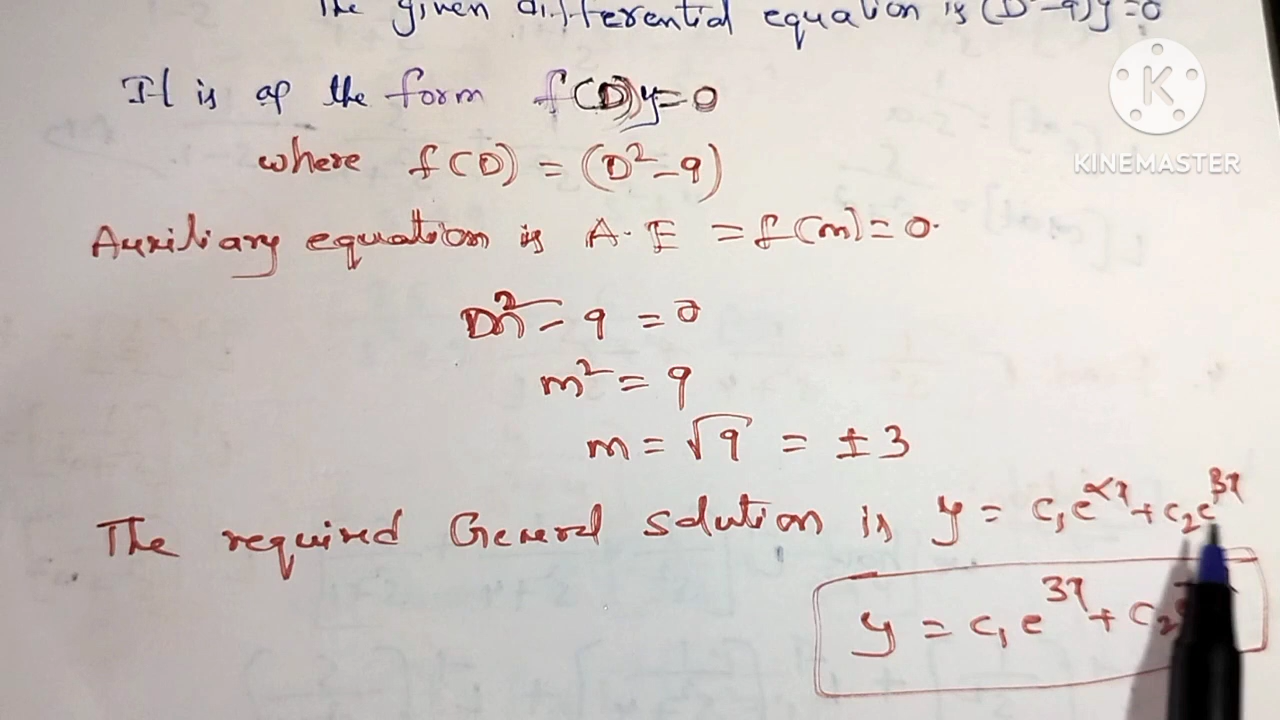 The given differential equation is (D²-9)y=0
It is of the form f(D)y=0
where f(D) = (D²-9)
Auxiliary equation is A.E = f(m)=0.
m²-9 = 0
m² = 9
m = √9 = ±3
The required General solution is y = c₁e^αx + c₂e^βx
y = c₁e^3x + c₂
K
KINEMASTER